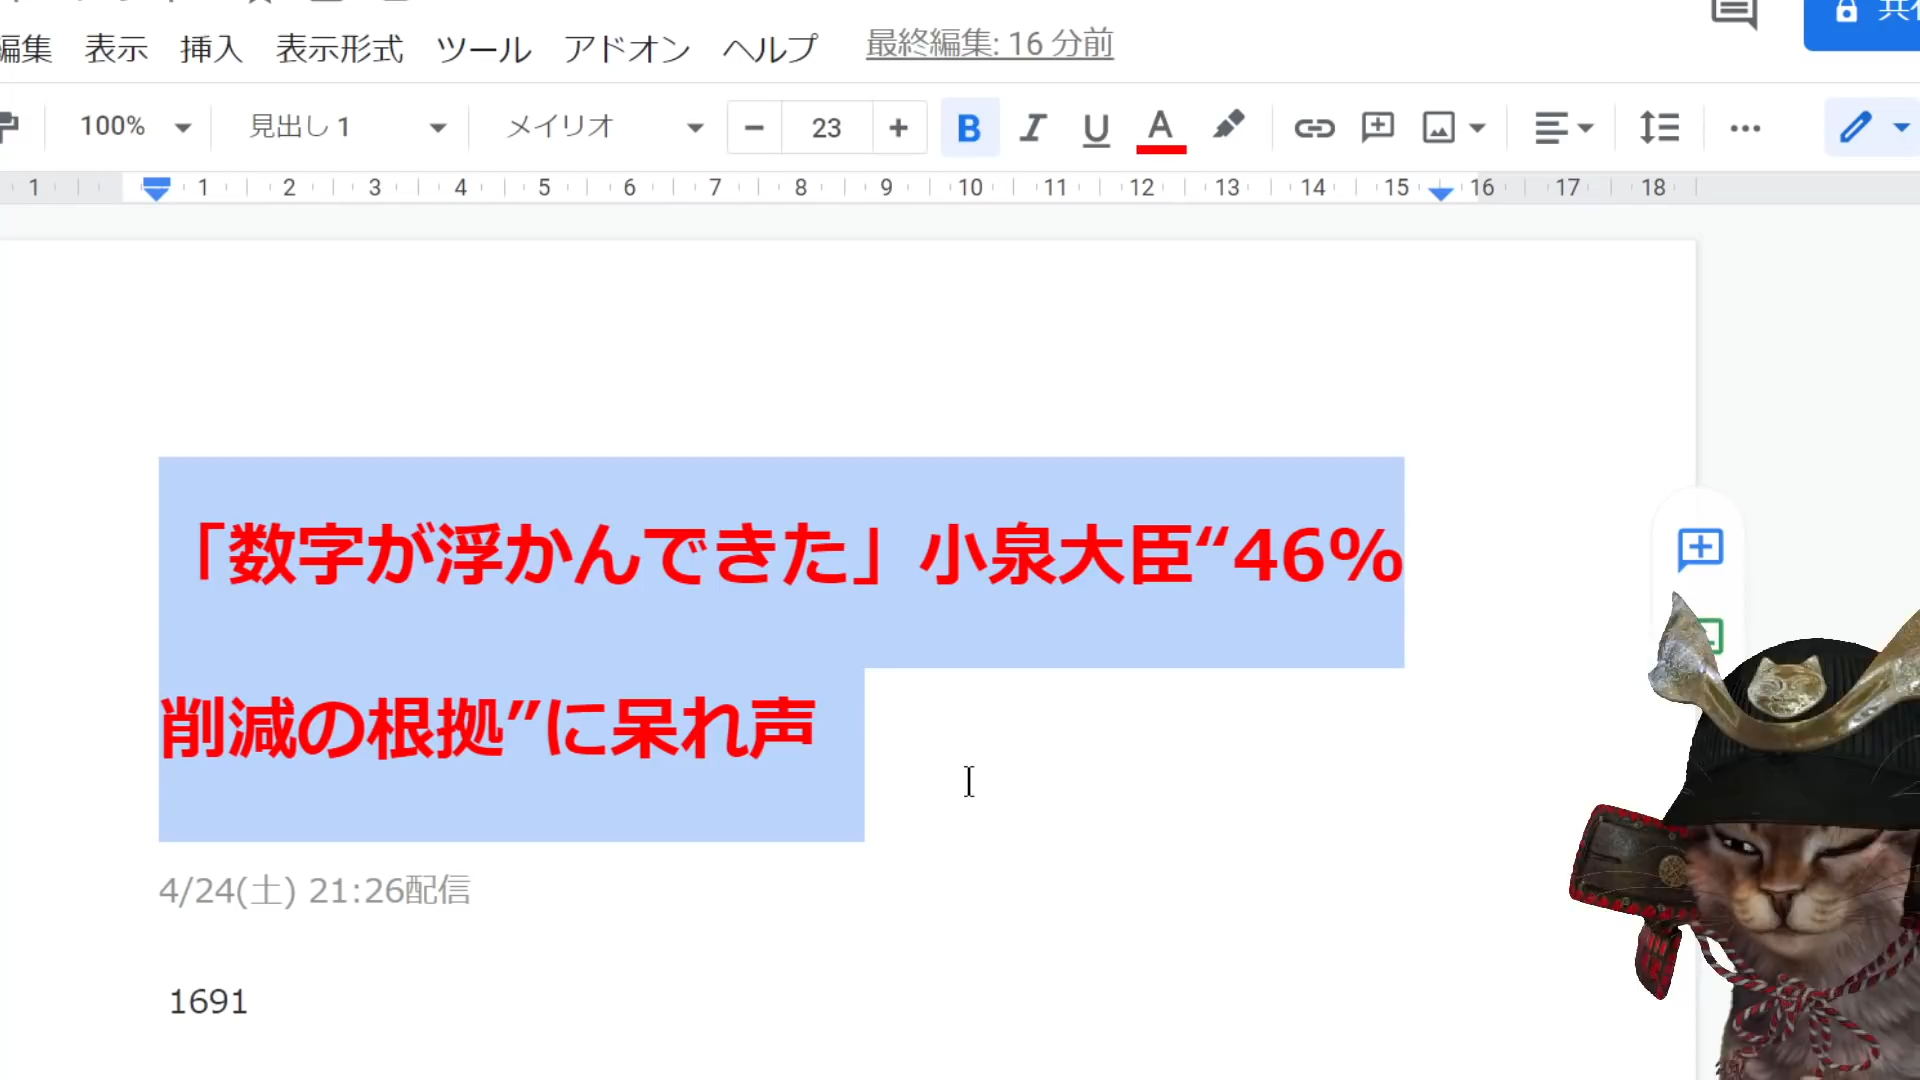 編集 表示 挿入 表示形式 ツール アドオン ヘルプ 最終編集: 16 分前
100% 見出し 1 メイリオ − 23 + B I U A
1 1 2 3 4 5 6 7 8 9 10 11 12 13 14 15 16 17 18
「数字が浮かんできた」小泉大臣“46%
削減の根拠”に呆れ声
4/24(土) 21:26配信
1691